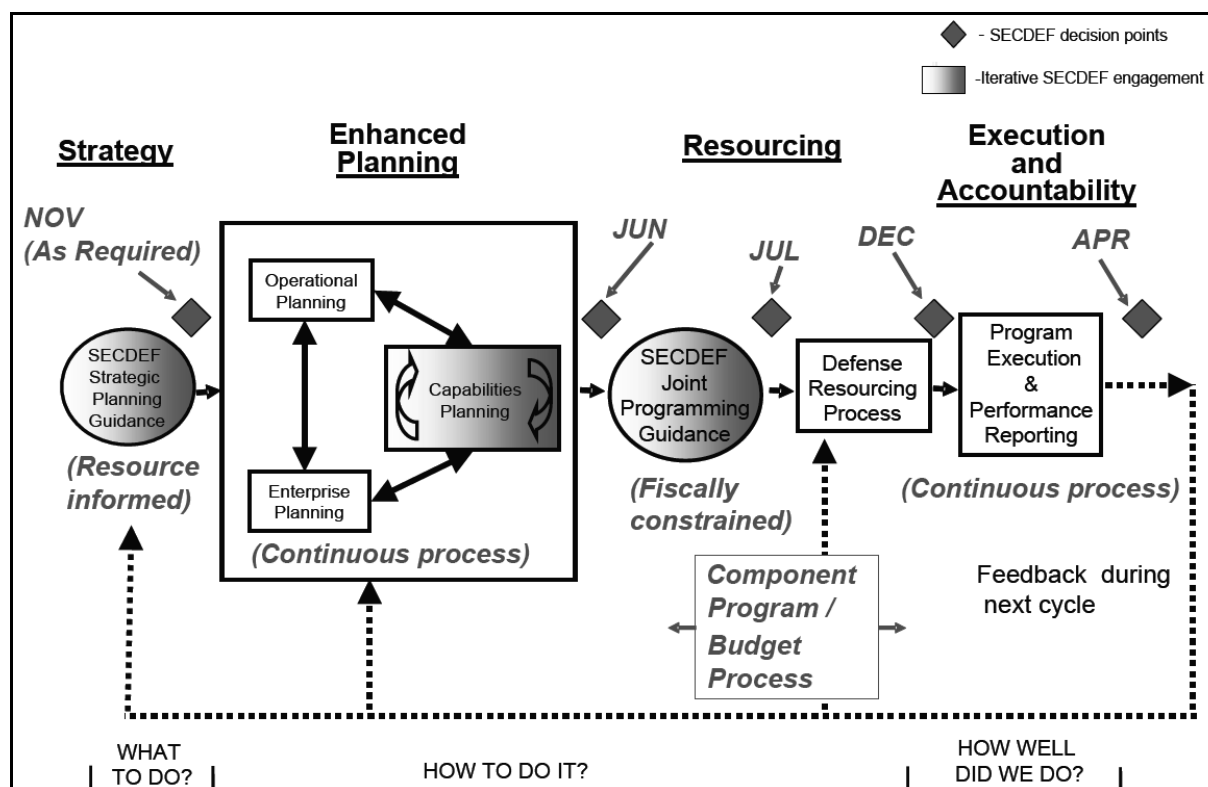 - SECDEF decision points
-Iterative SECDEF engagement
Strategy
Enhanced
Planning
Resourcing
Execution
and
Accountability
NOV
(As Required)
JUN
JUL
DEC
APR
Operational
Planning
Capabilities
Planning
Enterprise
Planning
(Continuous process)
SECDEF
Strategic
Planning
Guidance
(Resource
informed)
SECDEF
Joint
Programming
Guidance
(Fiscally
constrained)
Defense
Resourcing
Process
Program
Execution
&
Performance
Reporting
(Continuous process)
Component
Program /
Budget
Process
Feedback during
next cycle
WHAT
TO DO?
HOW TO DO IT?
HOW WELL
DID WE DO?